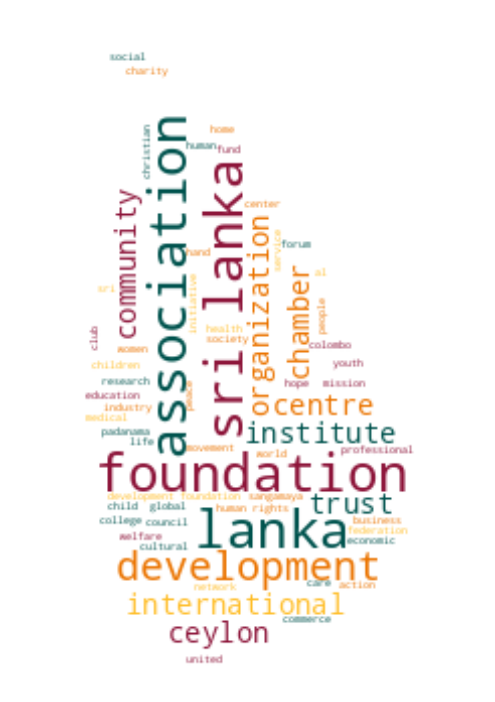 social
charity
christian
association
home
human
fund
sri lanka
community
center
organization
service
forum
hand
chamber
al
sri
initiative
people
club
health
society
colombo
women
children
youth
research
peace
hope
mission
education
industry
centre
medical
padanama
institute
life
movement
world
professional
foundation
development foundation
sangamaya
trust
child
global
human rights
lanka
college
council
business
federation
welfare
economic
cultural
development
care
action
network
international
commerce
ceylon
united